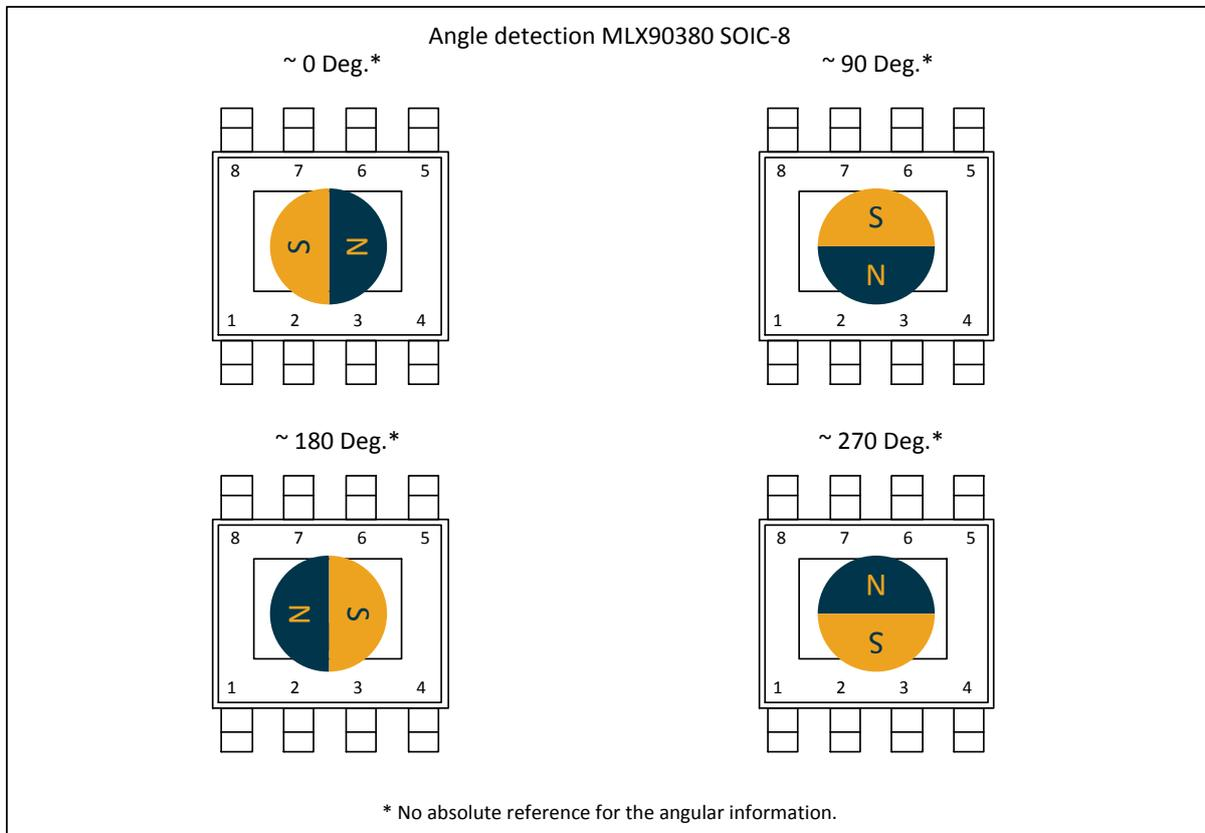 Angle detection MLX90380 SOIC-8
~ 0 Deg.*
~ 90 Deg.*
8 7 6 5
S N
1 2 3 4
8 7 6 5
S
N
1 2 3 4
~ 180 Deg.*
~ 270 Deg.*
8 7 6 5
N S
1 2 3 4
8 7 6 5
N
S
1 2 3 4
* No absolute reference for the angular information.